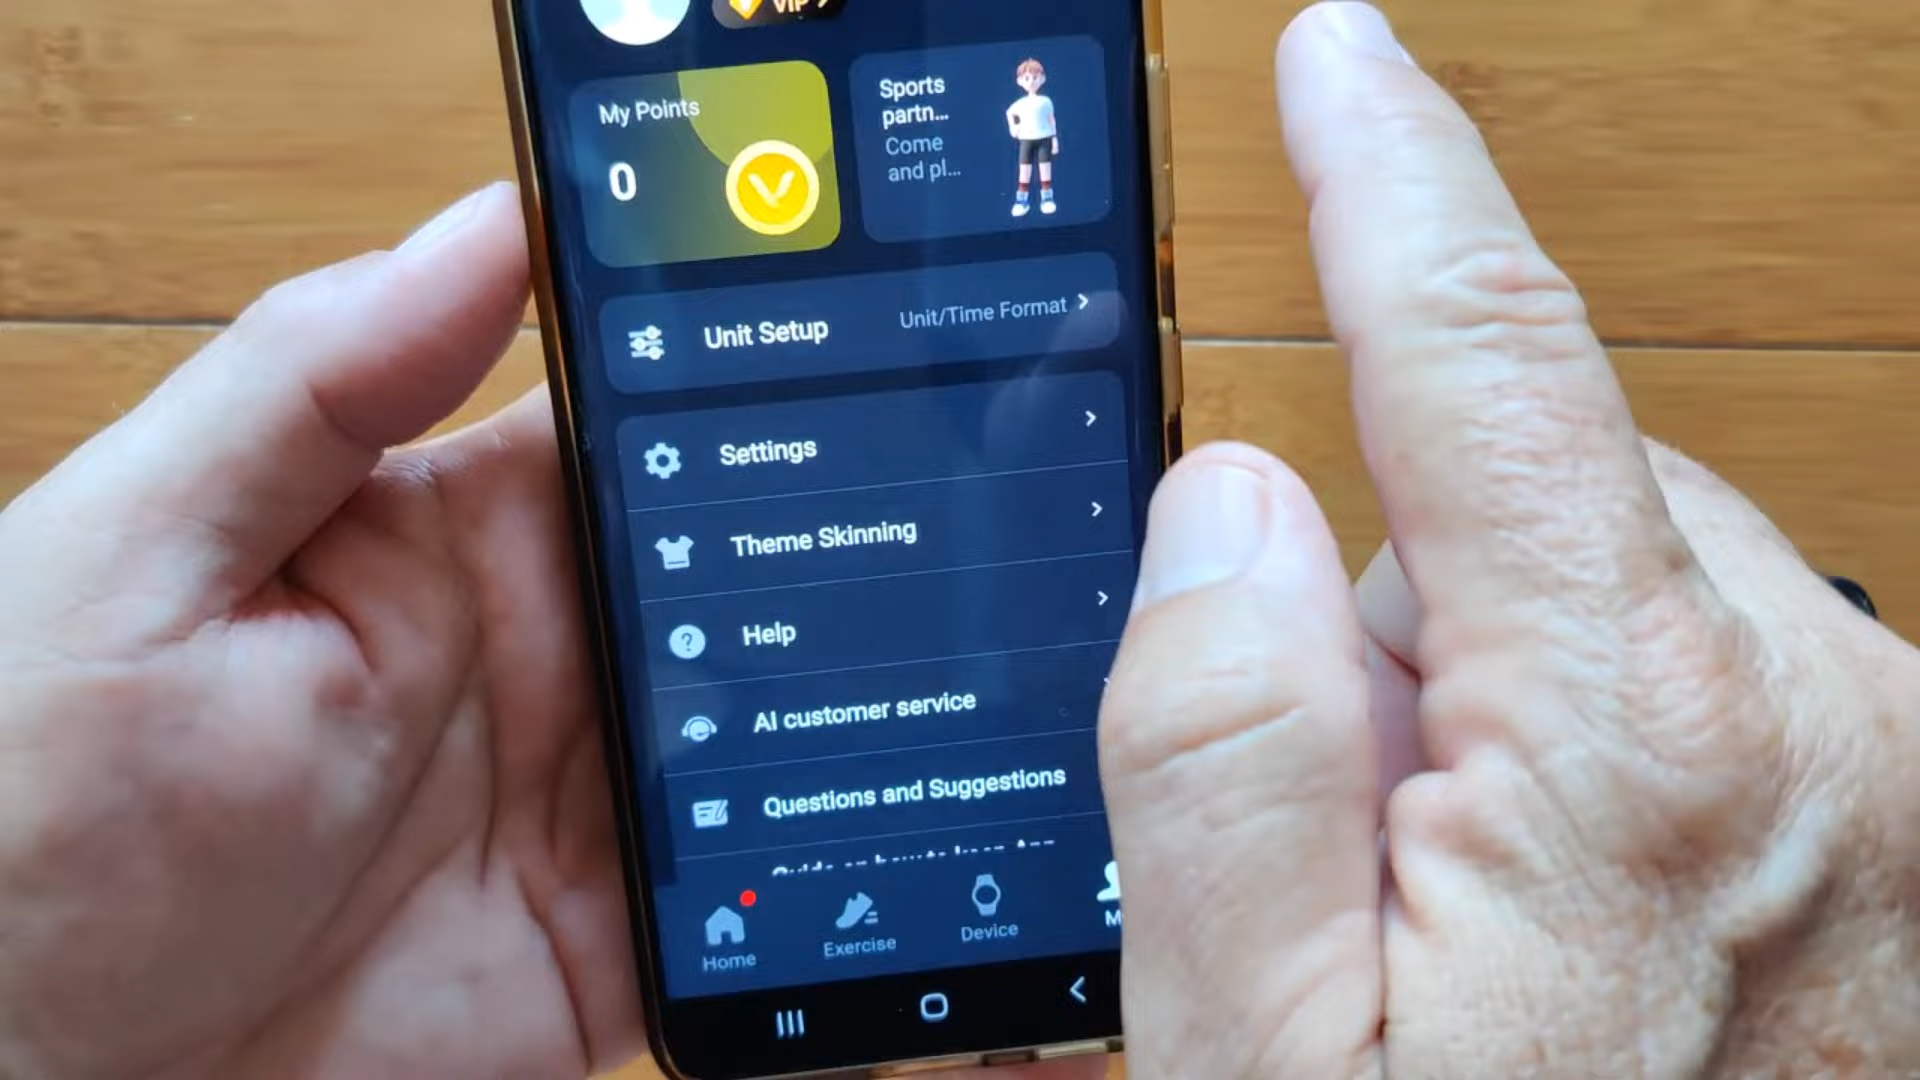 VIP
My Points
0
Sports
partn...
Come
and pl...
Unit Setup
Unit/Time Format
Settings
Theme Skinning
Help
AI customer service
Questions and Suggestions
Home
Exercise
Device